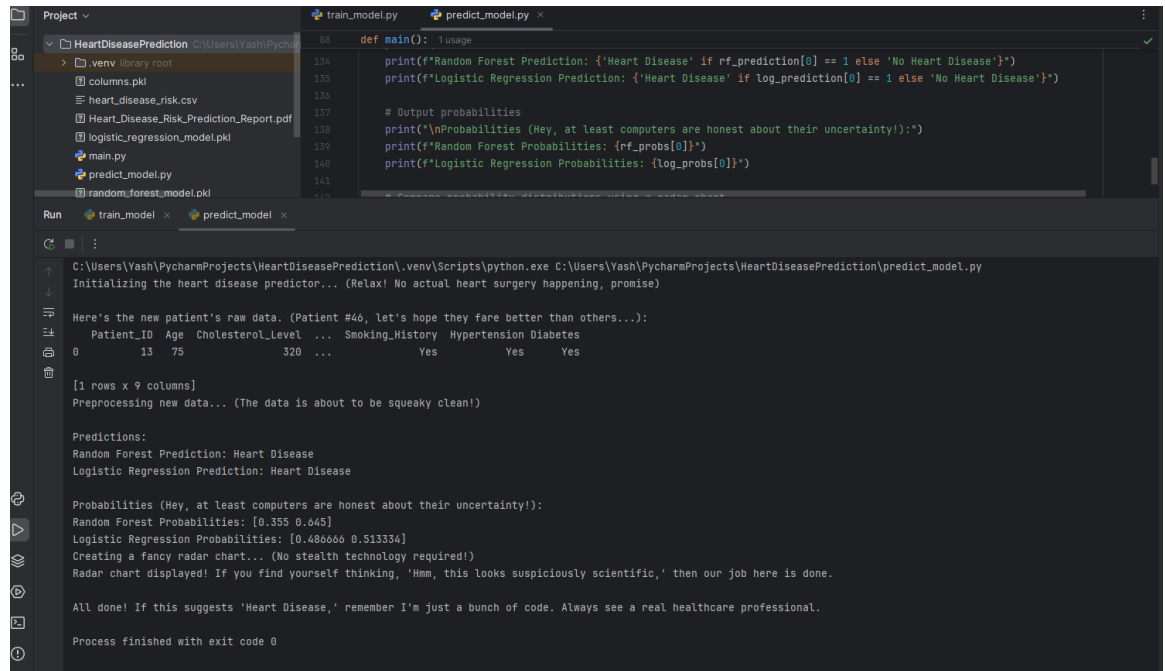 Project
HeartDiseasePrediction C:\Users\Yash\Pychar
.venv library root
columns.pkl
heart_disease_risk.csv
Heart_Disease_Risk_Prediction_Report.pdf
logistic_regression_model.pkl
main.py
predict_model.py
random_forest_model.pkl
train_model.py predict_model.py
88 def main(): 1 usage
134 print(f"Random Forest Prediction: {'Heart Disease' if rf_prediction[0] == 1 else 'No Heart Disease'}")
135 print(f"Logistic Regression Prediction: {'Heart Disease' if log_prediction[0] == 1 else 'No Heart Disease'}")
136
137 # Output probabilities
138 print("\nProbabilities (Hey, at least computers are honest about their uncertainty!):")
139 print(f"Random Forest Probabilities: {rf_probs[0]}")
140 print(f"Logistic Regression Probabilities: {log_probs[0]}")
141
142 # Compare probability distributions using a radar chart
Run train_model predict_model
C:\Users\Yash\PycharmProjects\HeartDiseasePrediction\.venv\Scripts\python.exe C:\Users\Yash\PycharmProjects\HeartDiseasePrediction\predict_model.py
Initializing the heart disease predictor... (Relax! No actual heart surgery happening, promise)
Here's the new patient's raw data. (Patient #46, let's hope they fare better than others...):
Patient_ID Age Cholesterol_Level ... Smoking_History Hypertension Diabetes
0 13 75 320 ... Yes Yes Yes
[1 rows x 9 columns]
Preprocessing new data... (The data is about to be squeaky clean!)
Predictions:
Random Forest Prediction: Heart Disease
Logistic Regression Prediction: Heart Disease
Probabilities (Hey, at least computers are honest about their uncertainty!):
Random Forest Probabilities: [0.355 0.645]
Logistic Regression Probabilities: [0.486666 0.513334]
Creating a fancy radar chart... (No stealth technology required!)
Radar chart displayed! If you find yourself thinking, 'Hmm, this looks suspiciously scientific,' then our job here is done.
All done! If this suggests 'Heart Disease,' remember I'm just a bunch of code. Always see a real healthcare professional.
Process finished with exit code 0